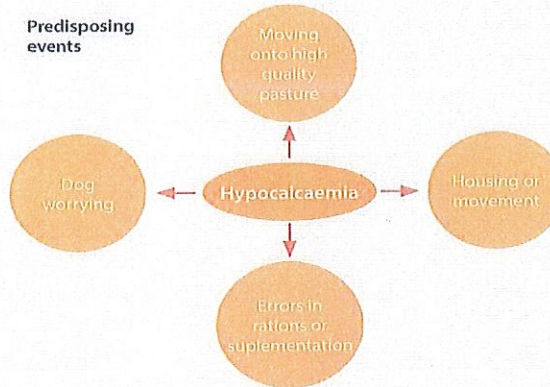 Predisposing
events
Moving
onto high
quality
pasture
Dog
worrying
Hypocalcaemia
Housing or
movement
Errors in
rations or
suplementation